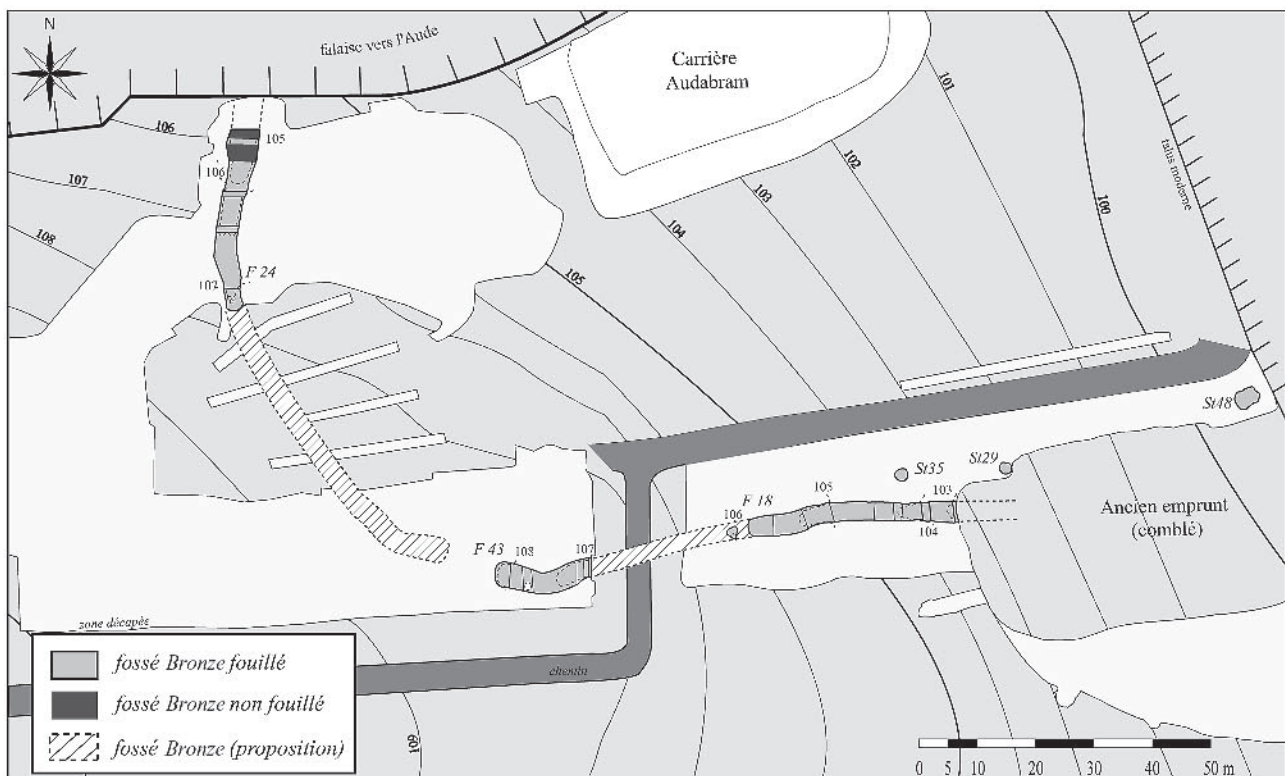 N
falaise vers l'Aude
Carrière
Audabram
101
102
103
104
105
100
talus moderne
106
107
108
105
106
F 24
107
St48
St35
St29
F 18
105
103
106
104
Ancien emprunt
(comblé)
F 43
108
107
zone décapée
chemin
109
fossé Bronze fouillé
fossé Bronze non fouillé
fossé Bronze (proposition)
0 5 10 20 30 40 50 m